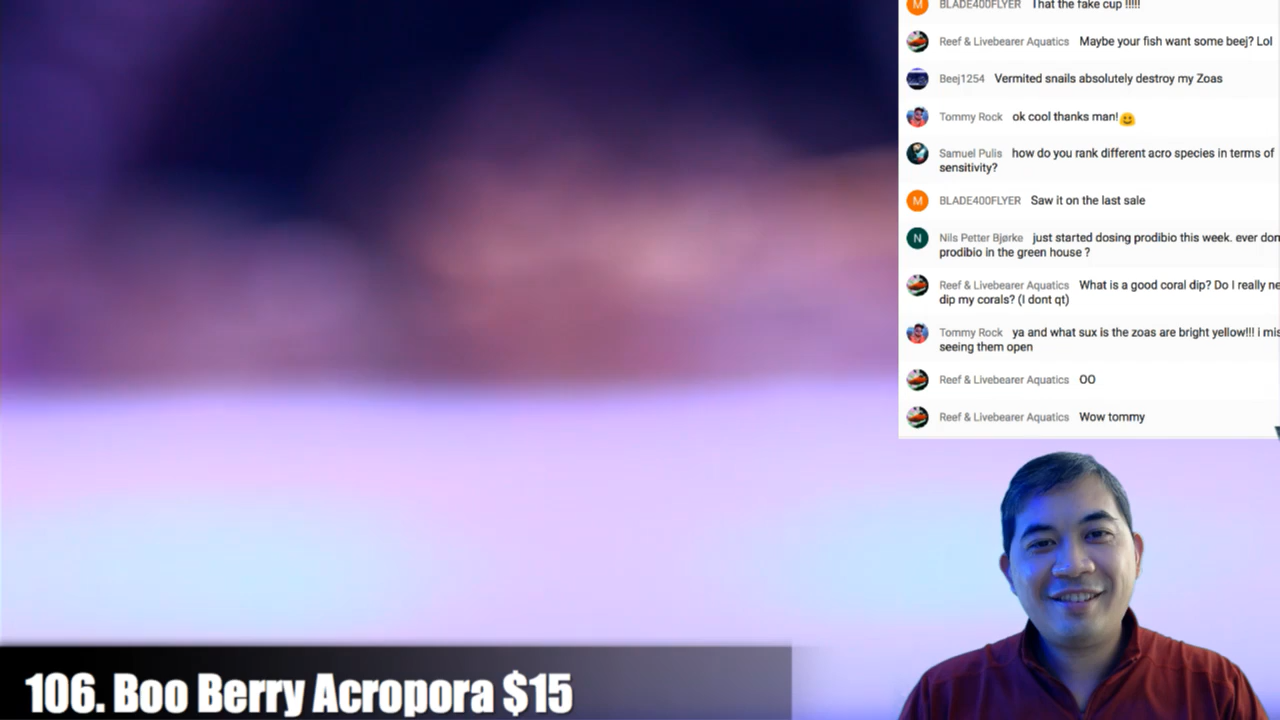 M BLADE400FLYER That the fake cup !!!!!
Reef & Livebearer Aquatics Maybe your fish want some beej? Lol
Beej1254 Vermited snails absolutely destroy my Zoas
Tommy Rock ok cool thanks man!
Samuel Pulis how do you rank different acro species in terms of
sensitivity?
M BLADE400FLYER Saw it on the last sale
N Nils Petter Bjørke just started dosing prodibio this week. ever
prodibio in the green house ?
Reef & Livebearer Aquatics What is a good coral dip? Do I really
dip my corals? (I dont qt)
Tommy Rock ya and what sux is the zoas are bright yellow!!! i
seeing them open
Reef & Livebearer Aquatics OO
Reef & Livebearer Aquatics Wow tommy
106. Boo Berry Acropora $15